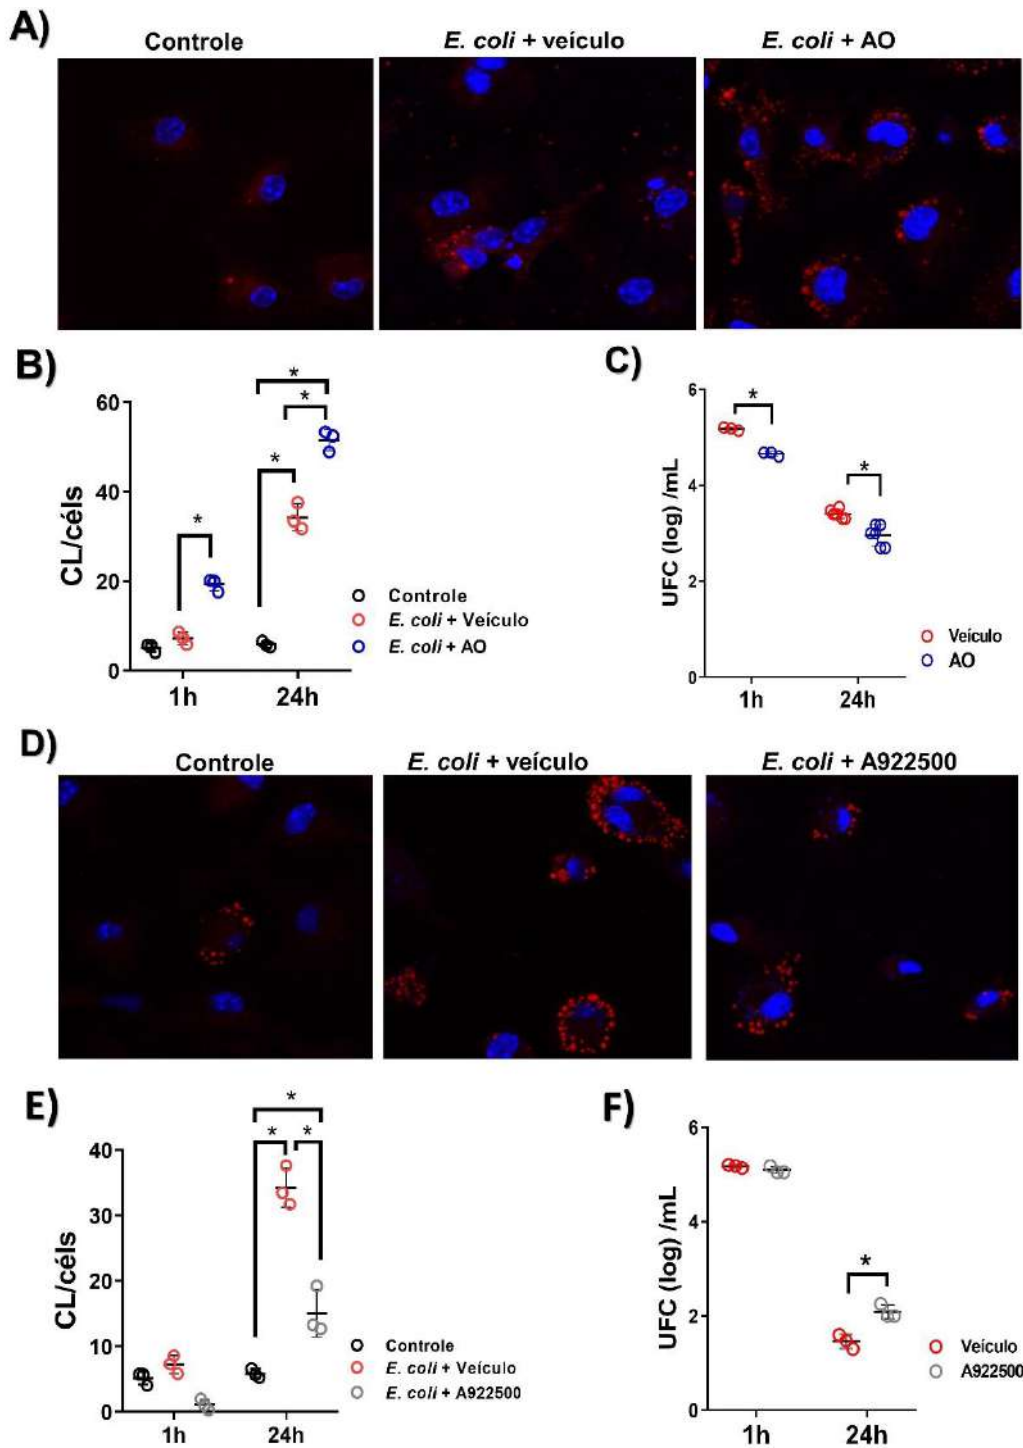 A)
Controle
E. coli + veículo
E. coli + AO
B)
CL/céls
60
40
20
0
*
*
*
*
1h
24h
Controle
E. coli + Veículo
E. coli + AO
C)
UFC (log) /mL
6
4
2
0
*
*
1h
24h
Veículo
AO
D)
Controle
E. coli + veículo
E. coli + A922500
E)
CL/céls
40
30
20
10
0
*
*
*
1h
24h
Controle
E. coli + Veículo
E. coli + A922500
F)
UFC (log) /mL
6
4
2
0
*
1h
24h
Veículo
A922500